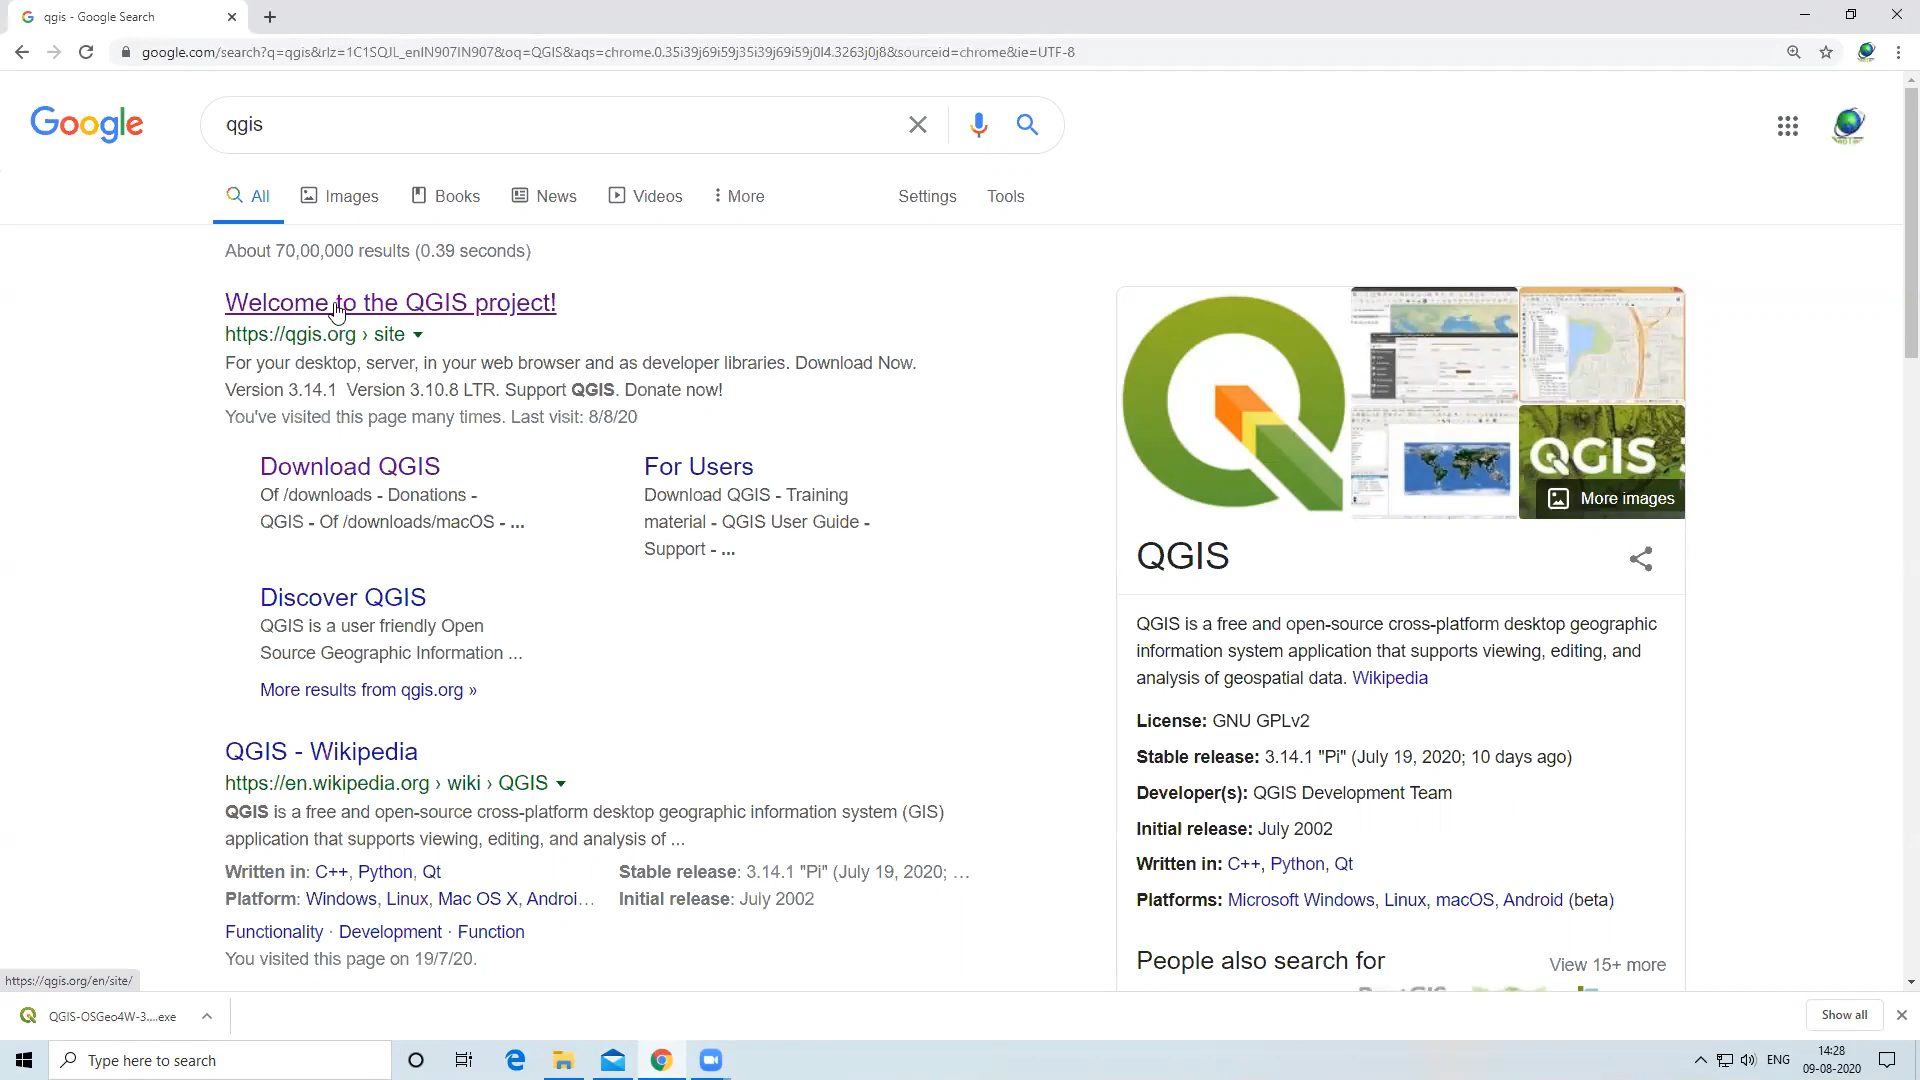 qgis - Google Search
google.com/search?q=qgis&rlz=1C1SQJL_enIN907IN907&oq=QGIS&aqs=chrome.0.35i39j69i59j35i39j69i59j0l4.3263j0j8&sourceid=chrome&ie=UTF-8
Google
qgis
All Images Books News Videos More Settings Tools
About 70,00,000 results (0.39 seconds)
Welcome to the QGIS project!
https://qgis.org › site
For your desktop, server, in your web browser and as developer libraries. Download Now.
Version 3.14.1 Version 3.10.8 LTR. Support QGIS. Donate now!
You've visited this page many times. Last visit: 8/8/20
Download QGIS
Of /downloads - Donations -
QGIS - Of /downloads/macOS - ...
For Users
Download QGIS - Training
material - QGIS User Guide -
Support - ...
Discover QGIS
QGIS is a user friendly Open
Source Geographic Information ...
More results from qgis.org »
QGIS - Wikipedia
https://en.wikipedia.org › wiki › QGIS
QGIS is a free and open-source cross-platform desktop geographic information system (GIS)
application that supports viewing, editing, and analysis of ...
Written in: C++, Python, Qt
Stable release: 3.14.1 "Pi" (July 19, 2020; ...
Platform: Windows, Linux, Mac OS X, Androi...
Initial release: July 2002
Functionality · Development · Function
You visited this page on 19/7/20.
QGIS
More images
QGIS
QGIS is a free and open-source cross-platform desktop geographic
information system application that supports viewing, editing, and
analysis of geospatial data. Wikipedia
License: GNU GPLv2
Stable release: 3.14.1 "Pi" (July 19, 2020; 10 days ago)
Developer(s): QGIS Development Team
Initial release: July 2002
Written in: C++, Python, Qt
Platforms: Microsoft Windows, Linux, macOS, Android (beta)
People also search for
View 15+ more
https://qgis.org/en/site/
QGIS-OSGeo4W-3....exe
Show all
Type here to search
ENG
14:28
09-08-2020